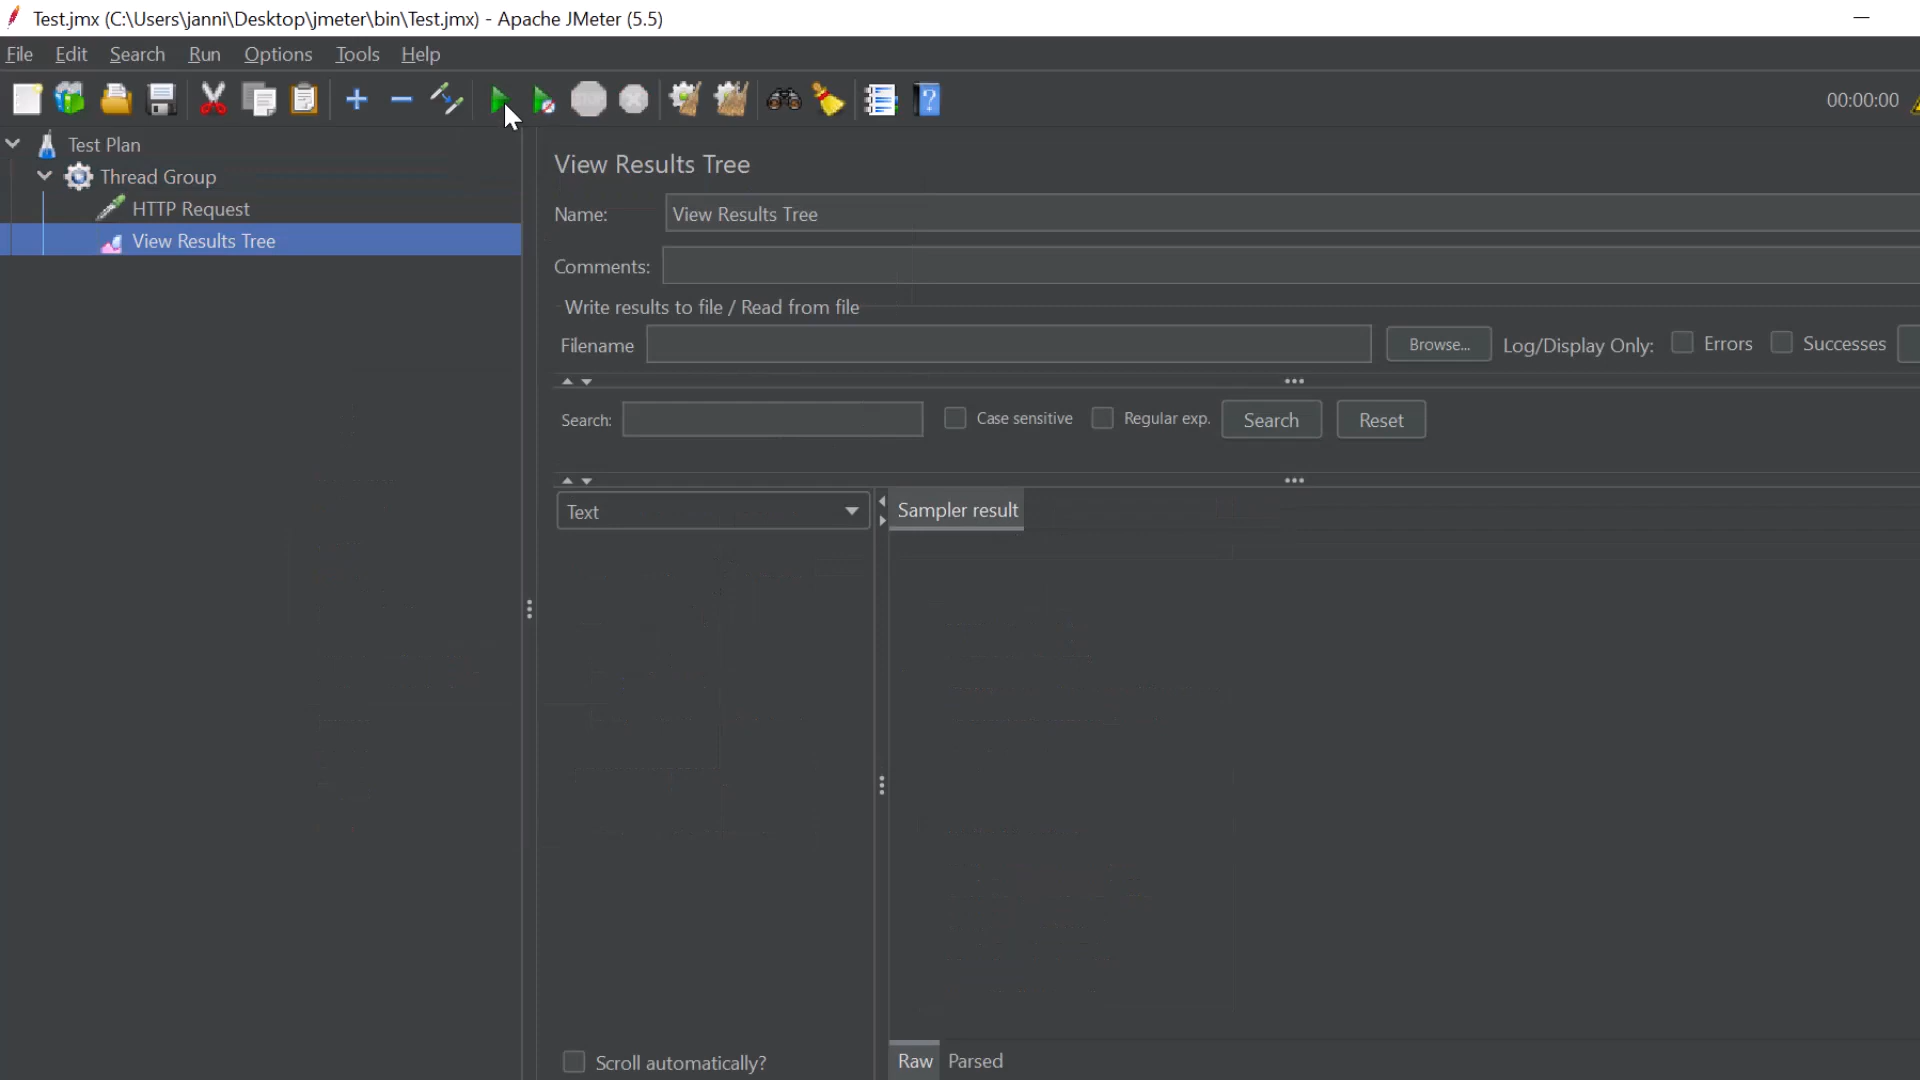 Test.jmx (C:\Users\janni\Desktop\jmeter\bin\Test.jmx) - Apache JMeter (5.5)
File Edit Search Run Options Tools Help
00:00:00
Test Plan
Thread Group
HTTP Request
View Results Tree
View Results Tree
Name: View Results Tree
Comments:
Write results to file / Read from file
Filename Browse... Log/Display Only: Errors Successes
Search: Case sensitive Regular exp. Search Reset
Text Sampler result
Scroll automatically? Raw Parsed